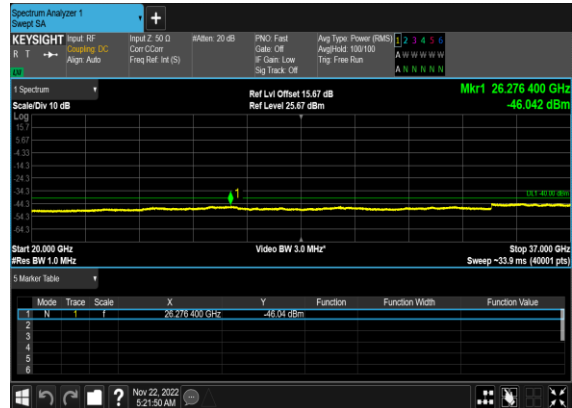 Spectrum Analyzer 1
Swept SA
+
KEYSIGHT Input: RF Input Z: 50 Ω #Atten: 20 dB PNO: Fast Avg Type: Power (RMS) 1 2 3 4 5 6
R T Coupling: DC Corr CCorr Gate: Off Avg|Hold: 100/100 A W W W W W
Align: Auto Freq Ref: Int (S) IF Gain: Low Trig: Free Run
Sig Track: Off A N N N N N
1 Spectrum Ref Lvl Offset 15.67 dB Mkr1 26.276 400 GHz
Scale/Div 10 dB Ref Level 25.67 dBm -46.042 dBm
Log
15.7
5.67
-4.33
-14.3
-24.3
-34.3
1
DL1 -40.00 dBm
-44.3
-54.3
-64.3
Start 20.000 GHz Video BW 3.0 MHz* Stop 37.000 GHz
#Res BW 1.0 MHz Sweep ~33.9 ms (40001 pts)
5 Marker Table
Mode Trace Scale X Y Function Function Width Function Value
1 N 1 f 26.276 400 GHz -46.04 dBm
2
3
4
5
6
? Nov 22, 2022
5:21:50 AM